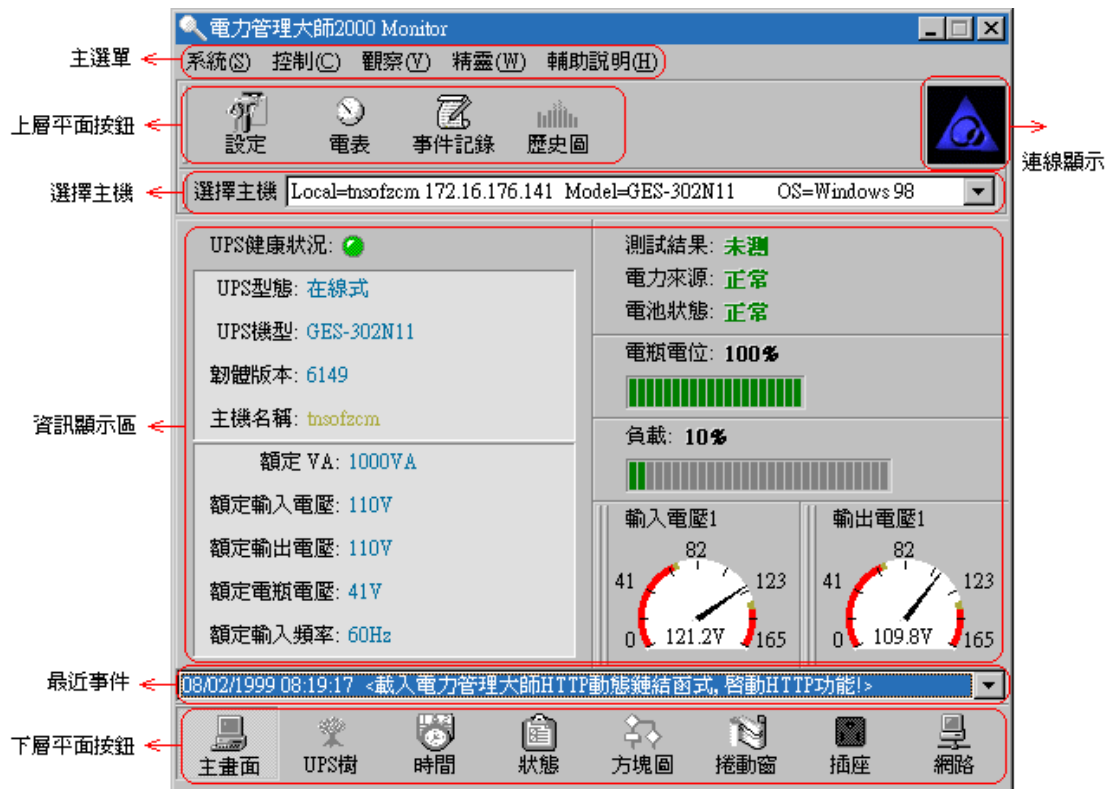 電力管理大師2000 Monitor
主選單
系統(S) 控制(C) 觀察(V) 精靈(W) 輔助說明(H)
上層平面按鈕
設定 電表 事件記錄 歷史圖
連線顯示
選擇主機
選擇主機 Local=tnsofzcm 172.16.176.141 Model=GES-302N11 OS=Windows 98
資訊顯示區
UPS健康狀況:
UPS型態: 在線式
UPS機型: GES-302N11
韌體版本: 6149
主機名稱: tnsofzcm
額定 VA: 1000VA
額定輸入電壓: 110V
額定輸出電壓: 110V
額定電瓶電壓: 41V
額定輸入頻率: 60Hz
測試結果: 未測
電力來源: 正常
電池狀態: 正常
電瓶電位: 100%
負載: 10%
輸入電壓1
0 41 82 123 165
121.2V
輸出電壓1
0 41 82 123 165
109.8V
最近事件
08/02/1999 08:19:17 <載入電力管理大師HTTP動態鏈結函式, 啓動HTTP功能!>
下層平面按鈕
主畫面 UPS樹 時間 狀態 方塊圖 捲動窗 插座 網路